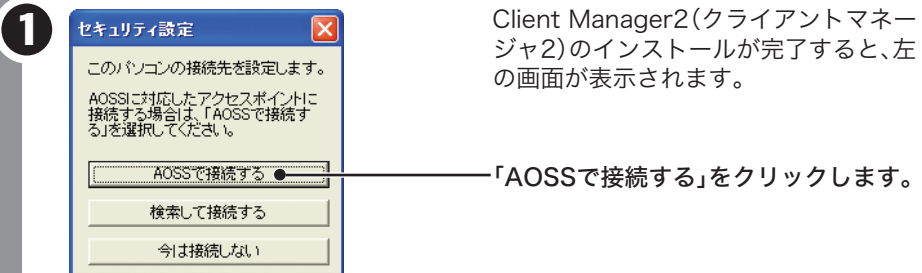 1
セキュリティ設定
このパソコンの接続先を設定します。
AOSSに対応したアクセスポイントに
接続する場合は、「AOSSで接続す
る」を選択してください。
AOSSで接続する
検索して接続する
今は接続しない
Client Manager2（クライアントマネー
ジャ2）のインストールが完了すると、左
の画面が表示されます。
「AOSSで接続する」をクリックします。